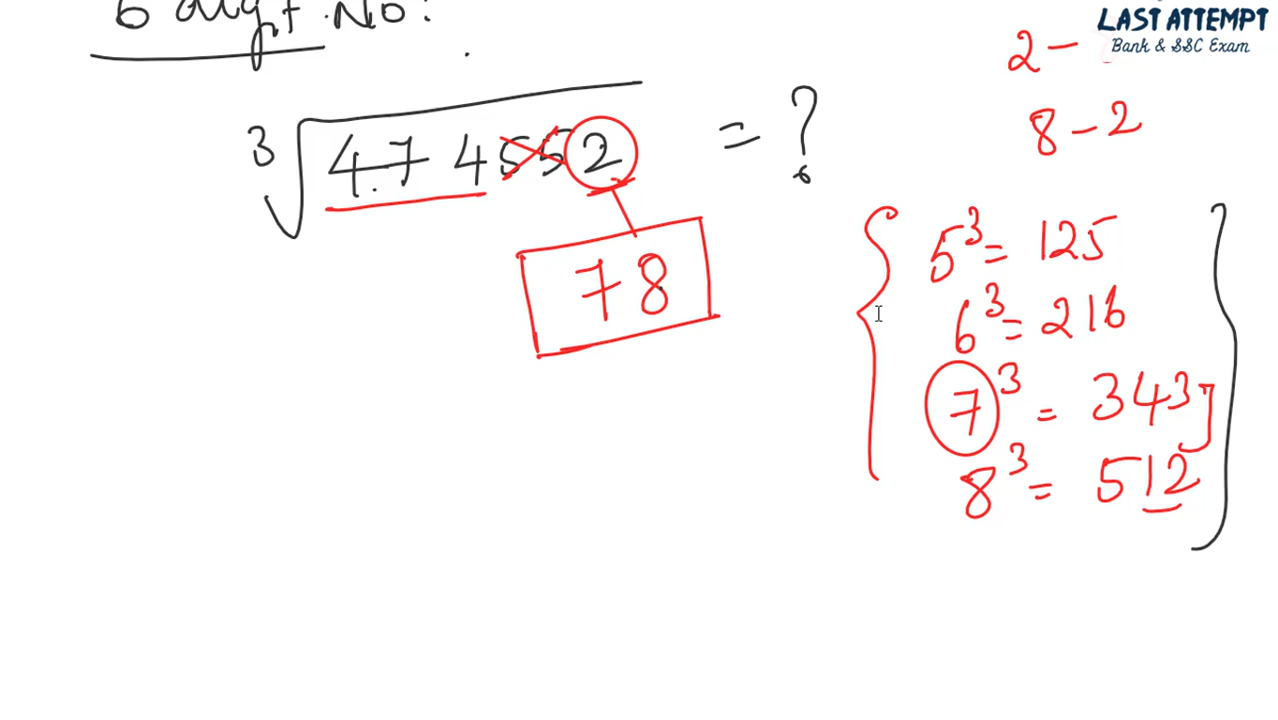 6 digit No:
LAST ATTEMPT
Bank & SSC Exam
2 -
8 - 2
3√474552 = ?
78
5³ = 125
6³ = 216
7³ = 343
8³ = 512